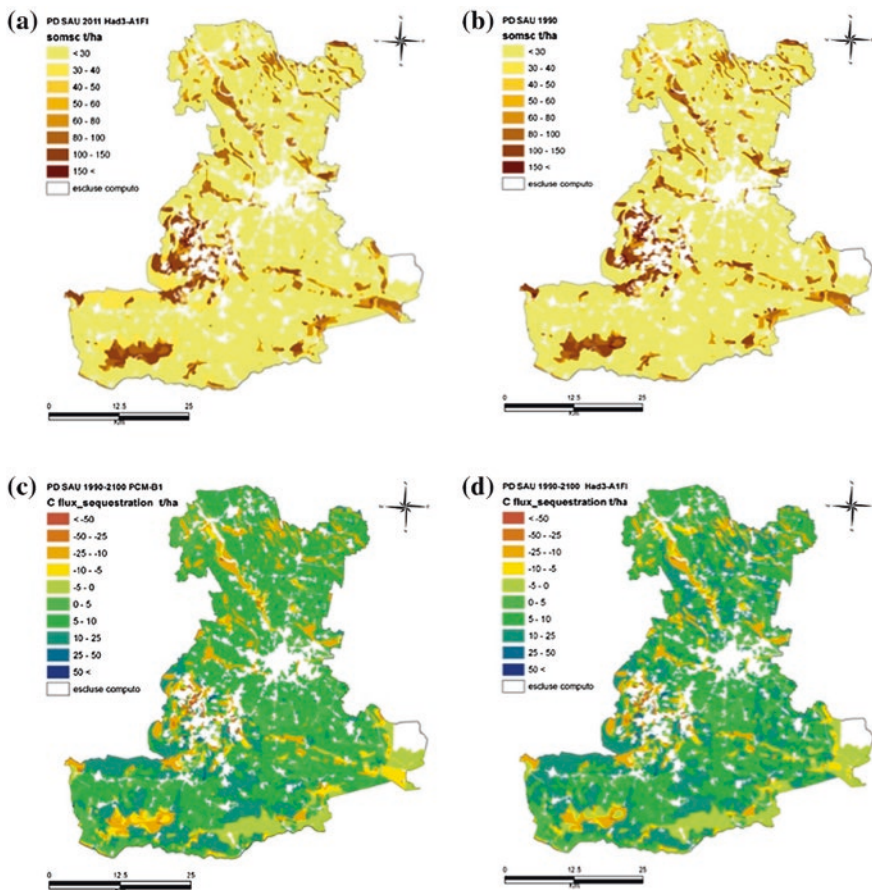 (a)
PD SAU 2011 Had3-A1FI
somsc t/ha
< 30
30 - 40
40 - 50
50 - 60
60 - 80
80 - 100
100 - 150
150 <
escluse computo
0 12.5 25
Km
(b)
PD SAU 1990
somsc t/ha
< 30
30 - 40
40 - 50
50 - 60
60 - 80
80 - 100
100 - 150
150 <
escluse computo
0 12.5 25
Km
(c)
PD SAU 1990-2100 PCM-B1
C flux_sequestration t/ha
< -50
-50 - -25
-25 - -10
-10 - -5
-5 - 0
0 - 5
5 - 10
10 - 25
25 - 50
50 <
escluse computo
0 12.5 25
Km
(d)
PD SAU 1990-2100 Had3-A1FI
C flux_sequestration t/ha
< -50
-50 - -25
-25 - -10
-10 - -5
-5 - 0
0 - 5
5 - 10
10 - 25
25 - 50
50 <
escluse computo
0 12.5 25
Km